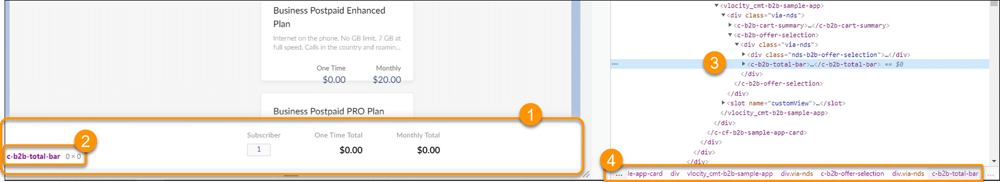 Business Postpaid Enhanced
Plan
Internet on the phone. No GB limit. 7 GB at
full speed. Calls in the country and roamin...
One Time Monthly
$0.00 $20.00
Business Postpaid PRO Plan
1
Subscriber One Time Total Monthly Total
1 $0.00 $0.00
2
c-b2b-total-bar 0 × 0
▼<vlocity_cmt-b2b-sample-app>
▼<div class="via-nds">
▶<c-b2b-cart-summary>…</c-b2b-cart-summary>
▼<c-b2b-offer-selection>
▼<div class="via-nds">
▶<div class="nds-b2b-offer-selection">…</div>
3
... ▶<c-b2b-total-bar>…</c-b2b-total-bar> == $0
</div>
</c-b2b-offer-selection>
</div>
▶<slot name="customView">…</slot>
</vlocity_cmt-b2b-sample-app>
</div>
</c-cf-b2b-sample-app-card>
</div>
</div>
</div>
4
... le-app-card div vlocity_cmt-b2b-sample-app div.via-nds c-b2b-offer-selection div.via-nds c-b2b-total-bar ...